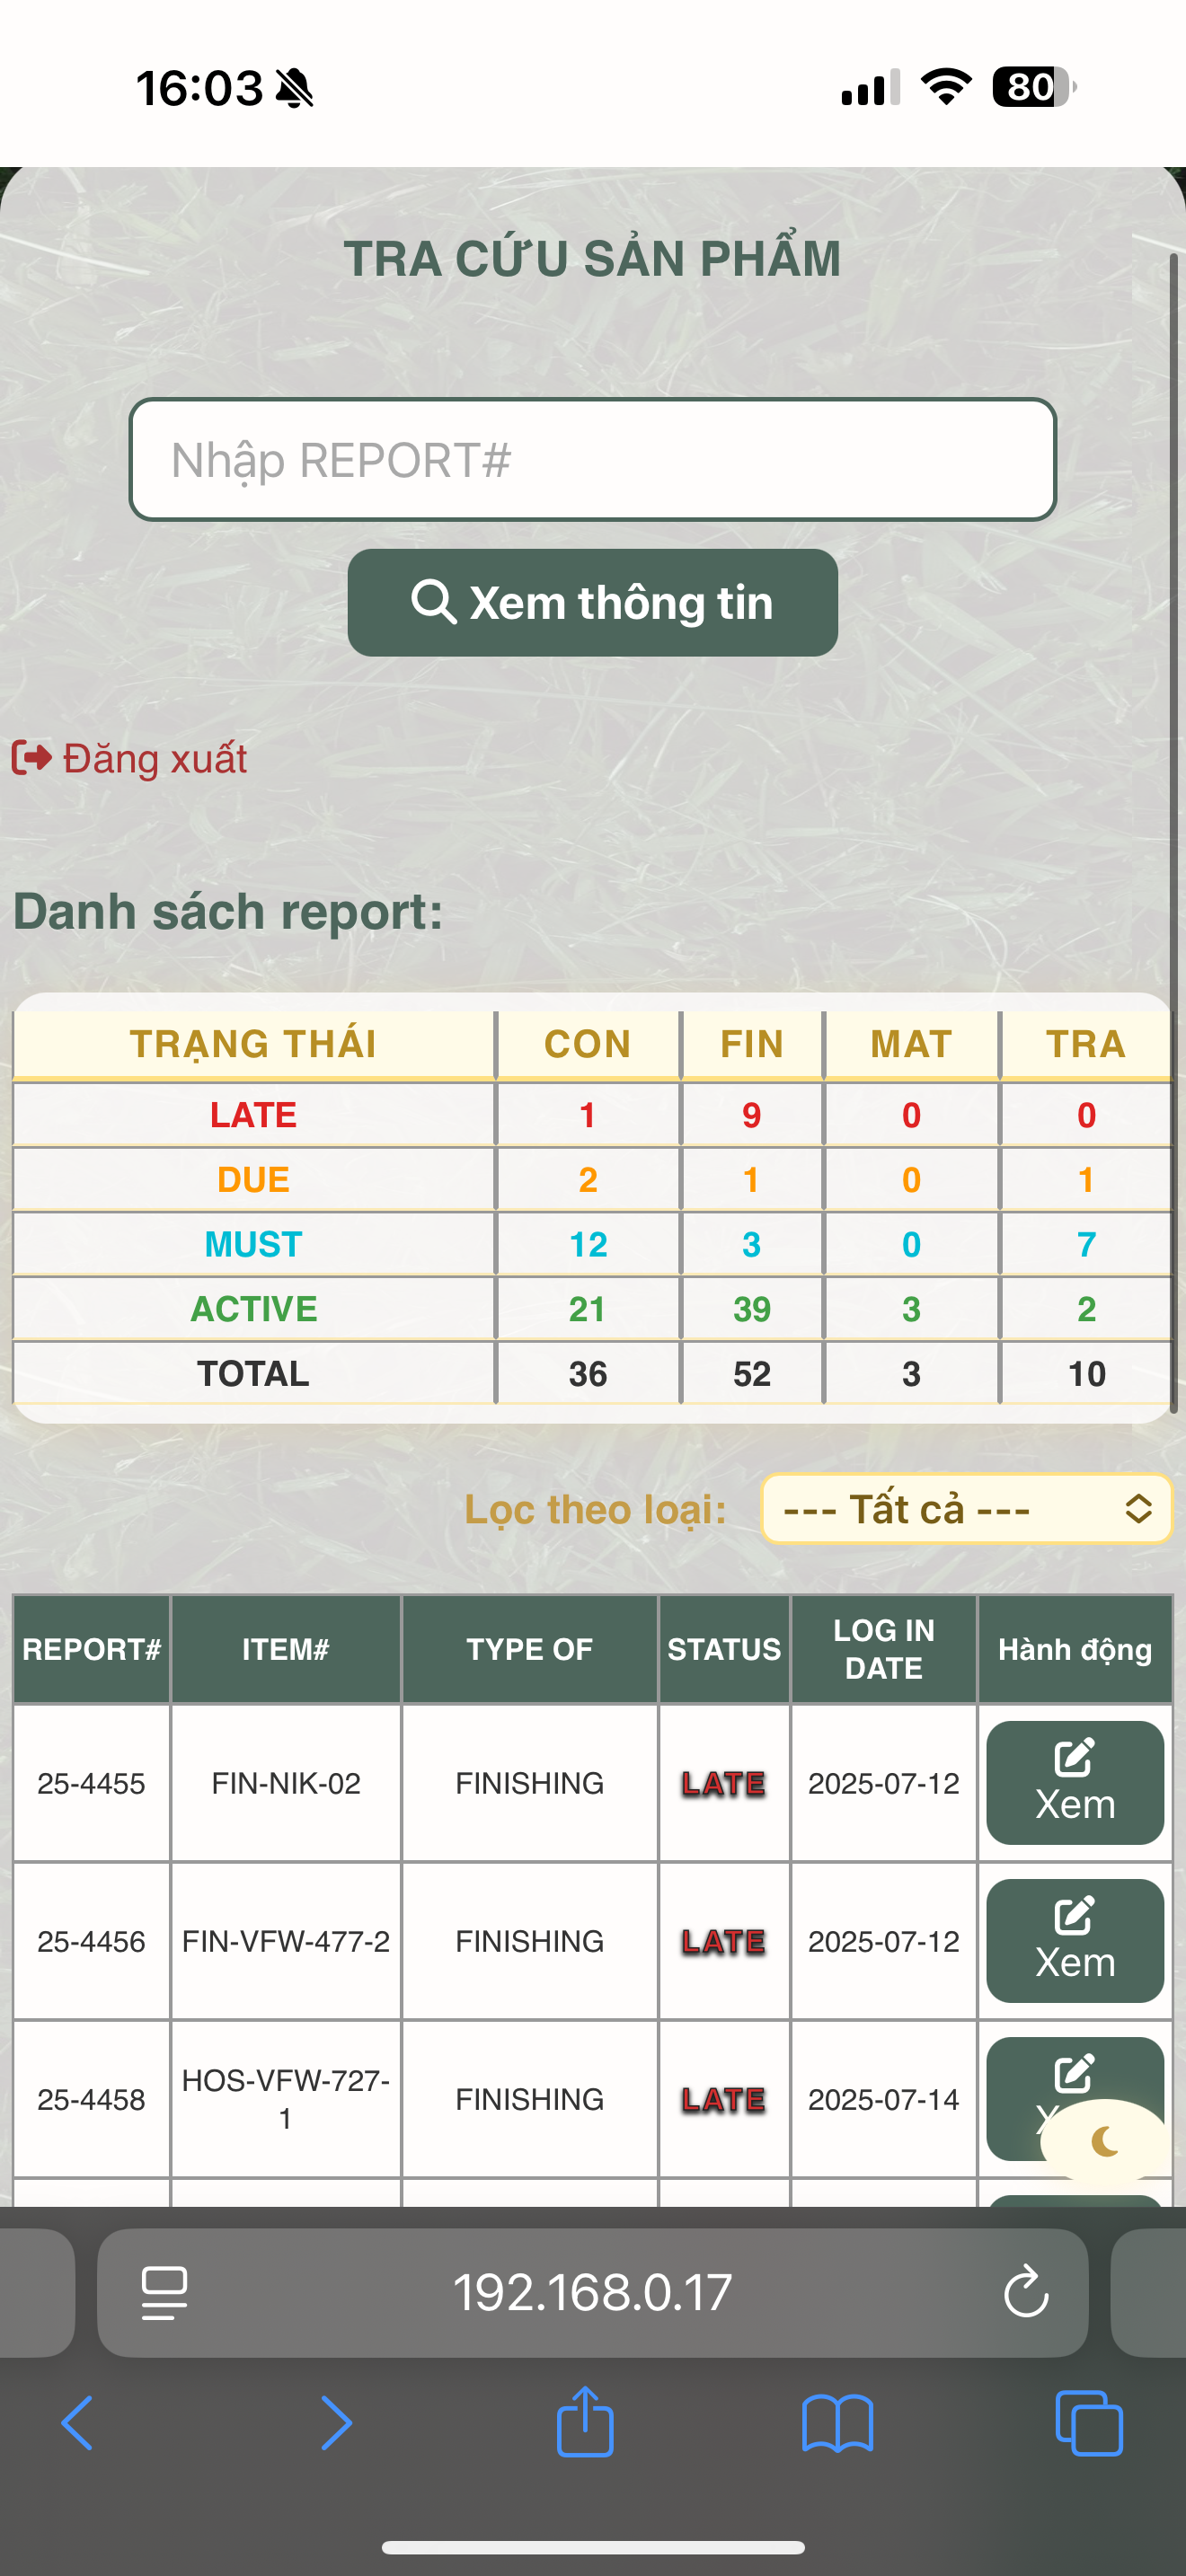 16:03
80
TRA CỨU SẢN PHẨM
Nhập REPORT#
Xem thông tin
Đăng xuất
Danh sách report:
TRẠNG THÁI CON FIN MAT TRA
LATE 1 9 0 0
DUE 2 1 0 1
MUST 12 3 0 7
ACTIVE 21 39 3 2
TOTAL 36 52 3 10
Lọc theo loại: --- Tất cả ---
REPORT# ITEM# TYPE OF STATUS LOG IN DATE Hành động
25-4455 FIN-NIK-02 FINISHING LATE 2025-07-12 Xem
25-4456 FIN-VFW-477-2 FINISHING LATE 2025-07-12 Xem
25-4458 HOS-VFW-727-1 FINISHING LATE 2025-07-14
192.168.0.17